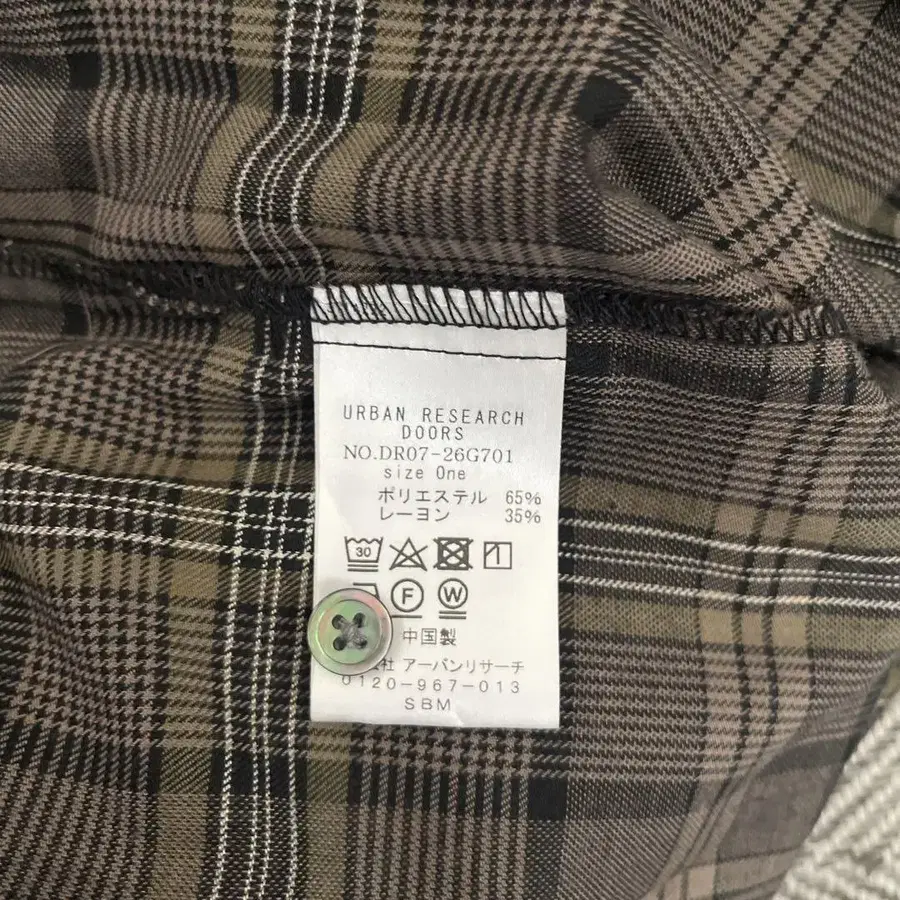 URBAN RESEARCH
DOORS
NO.DR07-26G701
size One
ポリエステル 65%
レーヨン 35%
30
F W
中国製
社 アーバンリサーチ
0120-967-013
SBM